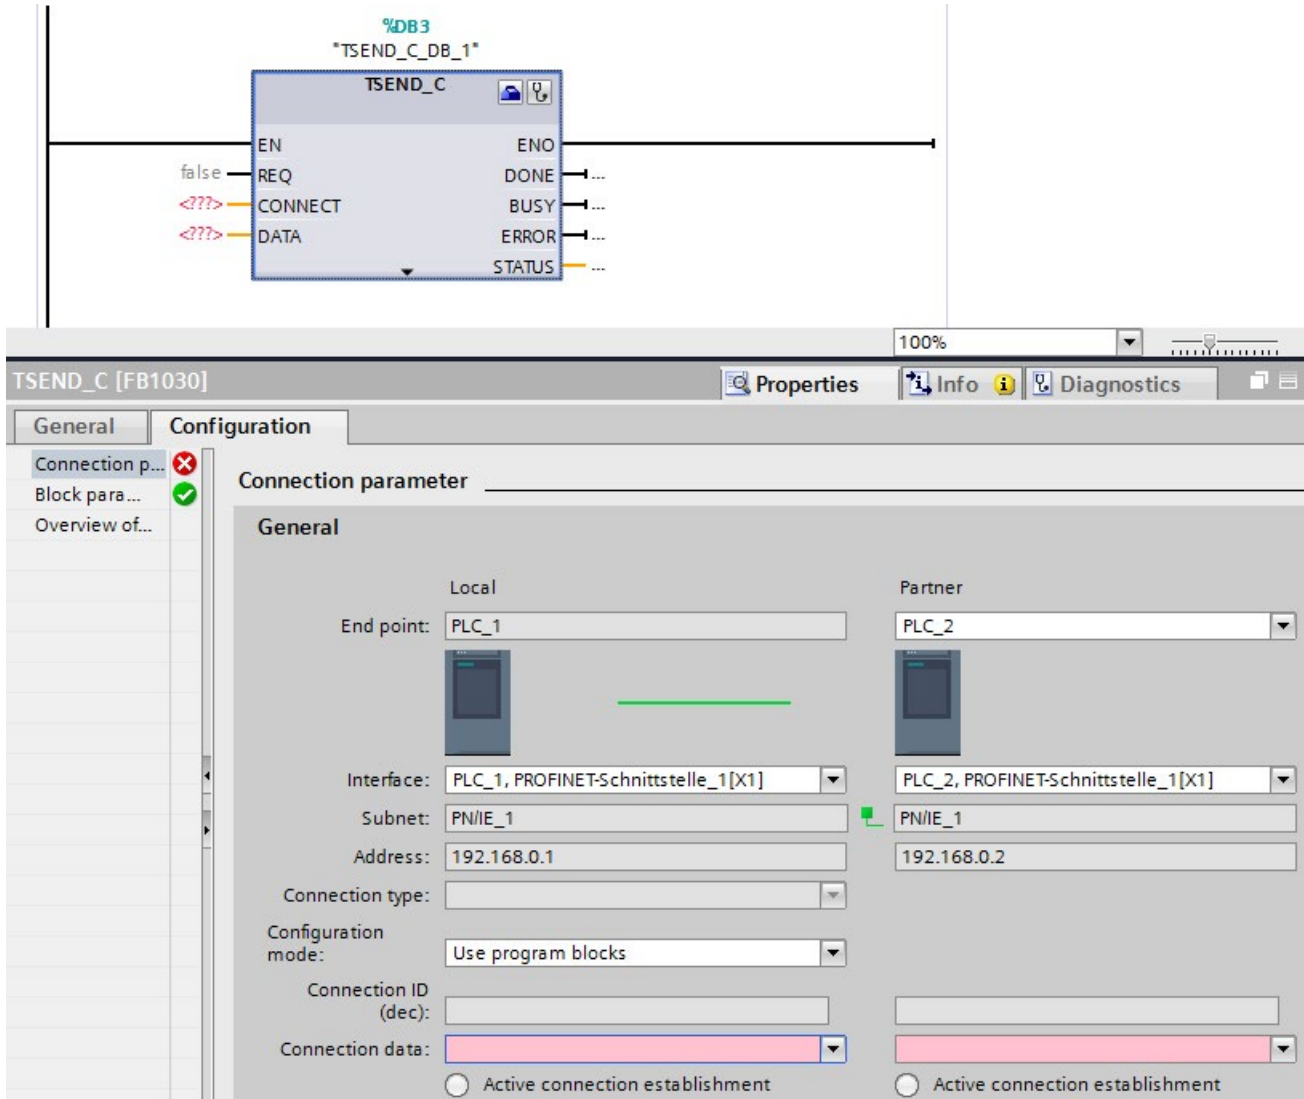 %DB3
"TSEND_C_DB_1"
TSEND_C
EN ENO
false REQ DONE ...
<???> CONNECT BUSY ...
<???> DATA ERROR ...
STATUS ...
100%
TSEND_C [FB1030] Properties Info Diagnostics
General Configuration
Connection p...
Block para...
Overview of...
Connection parameter
General
Local Partner
End point: PLC_1 PLC_2
Interface: PLC_1, PROFINET-Schnittstelle_1[X1] PLC_2, PROFINET-Schnittstelle_1[X1]
Subnet: PN/IE_1 PN/IE_1
Address: 192.168.0.1 192.168.0.2
Connection type:
Configuration
mode: Use program blocks
Connection ID
(dec):
Connection data:
Active connection establishment Active connection establishment